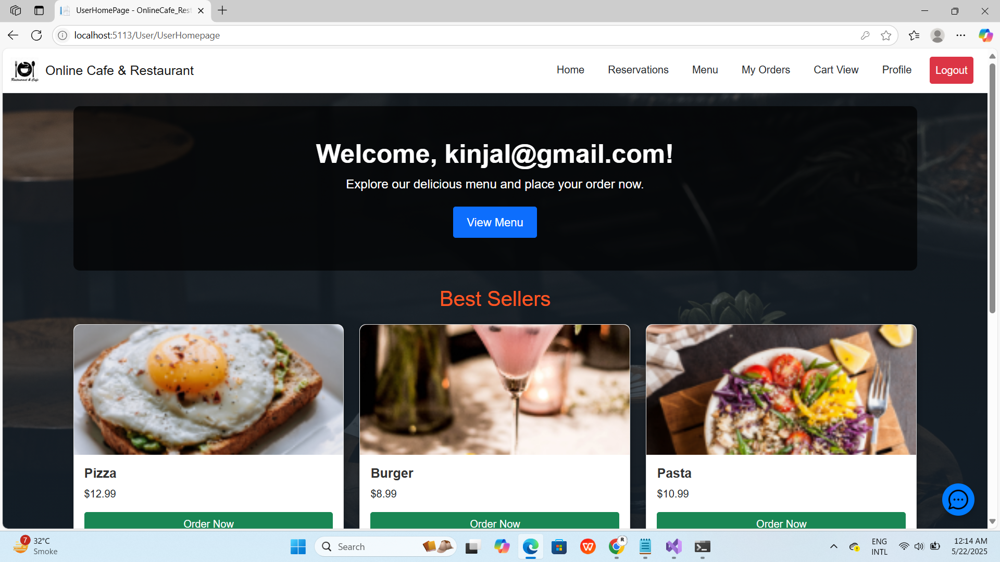 UserHomePage - OnlineCafe_Rest
localhost:5113/User/UserHomepage
Restaurant & Cafe
Online Cafe & Restaurant
Home
Reservations
Menu
My Orders
Cart View
Profile
Logout
Welcome, kinjal@gmail.com!
Explore our delicious menu and place your order now.
View Menu
Best Sellers
Pizza
$12.99
Order Now
Burger
$8.99
Order Now
Pasta
$10.99
Order Now
7
32°C
Smoke
Search
R
ENG
INTL
12:14 AM
5/22/2025